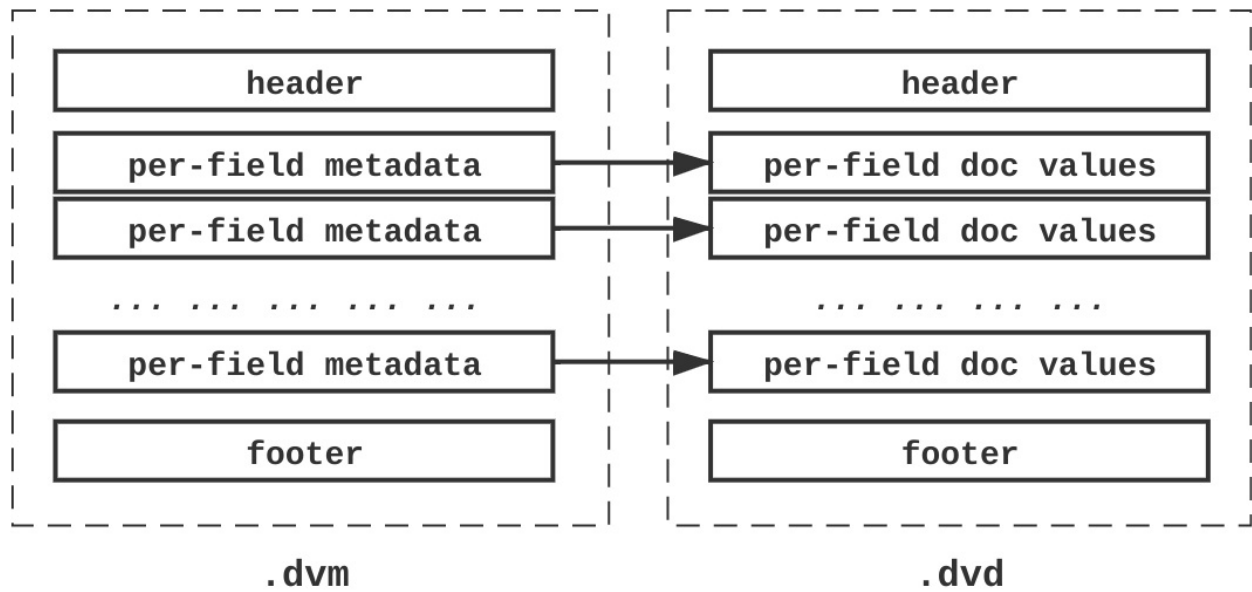 header
per-field metadata
per-field metadata
... ... ... ... ...
per-field metadata
footer
.dvm
header
per-field doc values
per-field doc values
... ... ... ...
per-field doc values
footer
.dvd